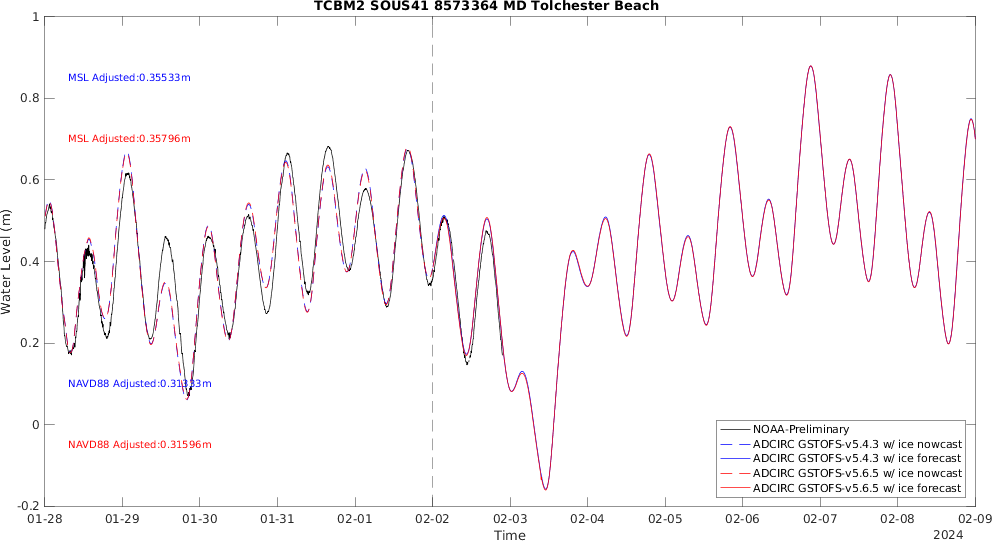 TCBM2 SOUS41 8573364 MD Tolchester Beach
Water Level (m)
1
0.8
0.6
0.4
0.2
0
-0.2
MSL Adjusted:0.35533m
MSL Adjusted:0.35796m
NAVD88 Adjusted:0.31333m
NAVD88 Adjusted:0.31596m
NOAA-Preliminary
ADCIRC GSTOFS-v5.4.3 w/ ice nowcast
ADCIRC GSTOFS-v5.4.3 w/ ice forecast
ADCIRC GSTOFS-v5.6.5 w/ ice nowcast
ADCIRC GSTOFS-v5.6.5 w/ ice forecast
01-28 01-29 01-30 01-31 02-01 02-02 02-03 02-04 02-05 02-06 02-07 02-08 02-09
Time
2024